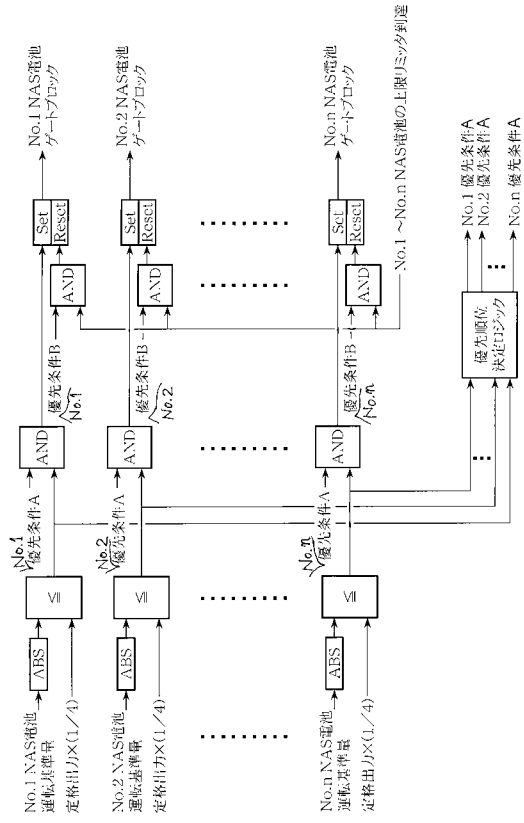 No.1 NAS電池
運転基準量
定格出力×(1/4)
ABS
≦
No.1
優先条件A
AND
優先条件B
No.1
AND
Set
Reset
No.1 NAS電池
ゲートブロック
No.2 NAS電池
運転基準量
定格出力×(1/4)
ABS
≦
No.2
優先条件A
AND
優先条件B
No.2
AND
Set
Reset
No.2 NAS電池
ゲートブロック
No.n NAS電池
運転基準量
定格出力×(1/4)
ABS
≦
No.n
優先条件A
AND
優先条件B
No.n
AND
Set
Reset
No.n NAS電池
ゲートブロック
No.1 ～No.n NAS電池の上限リミッタ到達
優先順位
決定ロジック
No.1 優先条件A
No.2 優先条件A
No.n 優先条件A